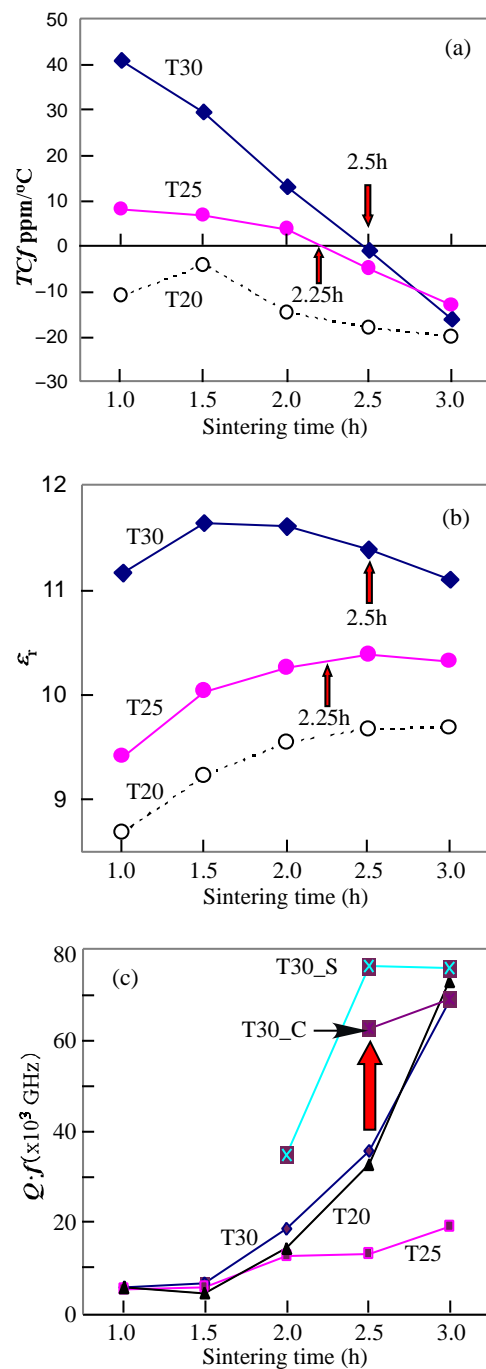 50
(a)
T30
40
30
2.5h
20
T25
10
TCf ppm/ºC
0
−10
T20
2.25h
−20
−30
1.0 1.5 2.0 2.5 3.0
Sintering time (h)
12
(b)
T30
11
2.5h
εr
10
T25
2.25h
T20
9
1.0 1.5 2.0 2.5 3.0
Sintering time (h)
80
(c)
T30_S
60
T30_C
Q·f(x10³ GHz)
40
20
T30
T20
T25
0
1.0 1.5 2.0 2.5 3.0
Sintering time (h)